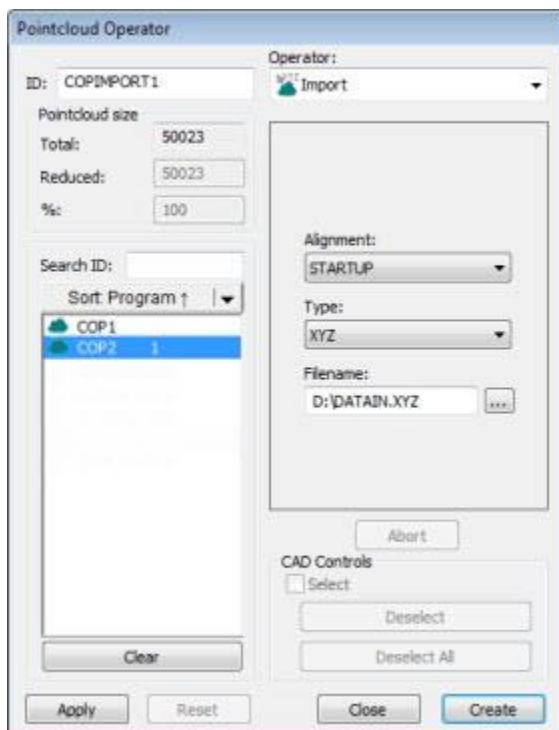 Pointcloud Operator
ID: COPIMPORT1
Operator:
Import
Pointcloud size
Total: 50023
Reduced: 50023
%: 100
Search ID:
Sort: Program ↑
COP1
COP2 1
Clear
Alignment:
STARTUP
Type:
XYZ
Filename:
D:\DATAIN.XYZ
...
Abort
CAD Controls
Select
Deselect
Deselect All
Apply
Reset
Close
Create